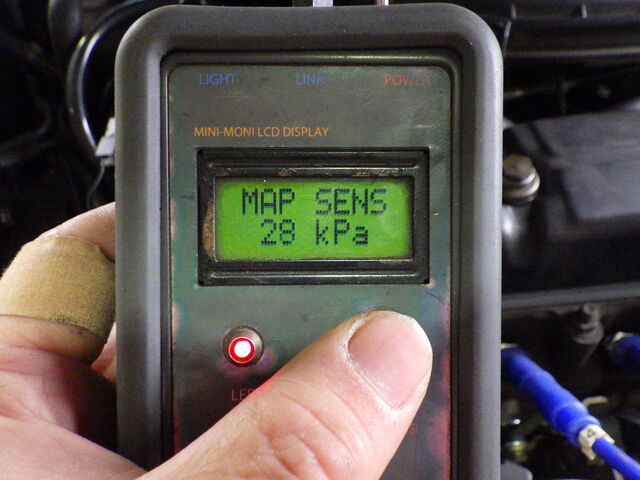 LIGHT LINK POWER
MINI-MONI LCD DISPLAY
MAP SENS
28 kPa